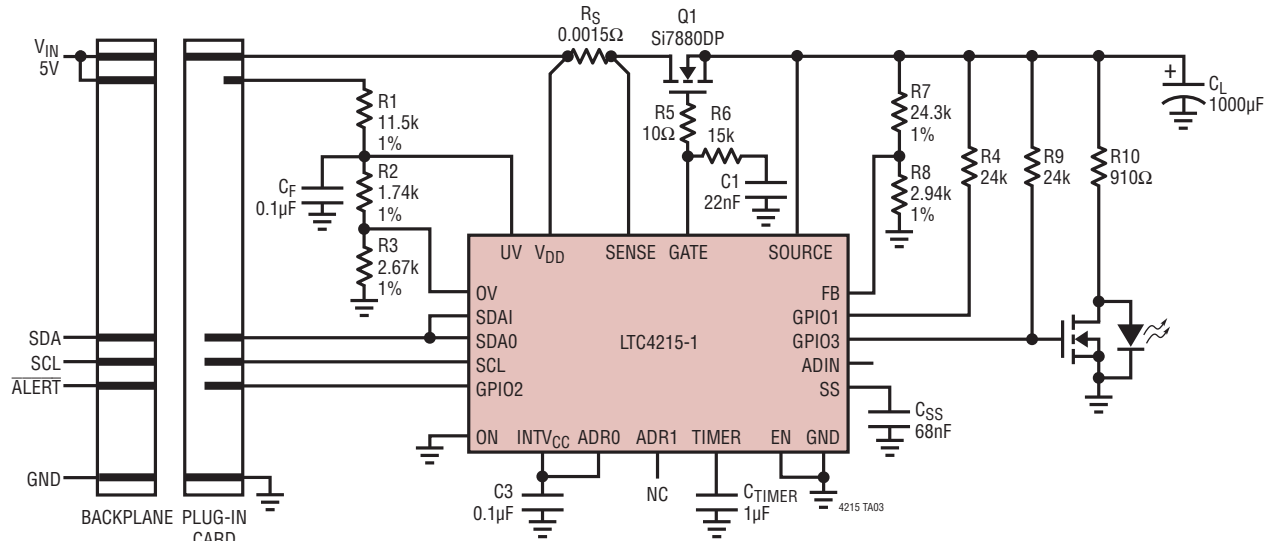 R_S
0.0015Ω
Q1
Si7880DP
V_IN
5V
R1
11.5k
1%
R5
10Ω
R6
15k
R7
24.3k
1%
+
C_L
1000µF
C_F
0.1µF
R2
1.74k
1%
C1
22nF
R8
2.94k
1%
R4
24k
R9
24k
R10
910Ω
R3
2.67k
1%
UV
V_DD
SENSE
GATE
SOURCE
OV
SDAI
SDA0
SCL
GPIO2
ON
LTC4215-1
FB
GPIO1
GPIO3
ADIN
SS
INTV_CC
ADR0
ADR1
TIMER
EN
GND
SDA
SCL
ALERT
GND
C_SS
68nF
C3
0.1µF
NC
C_TIMER
1µF
4215 TA03
BACKPLANE
PLUG-IN
CARD